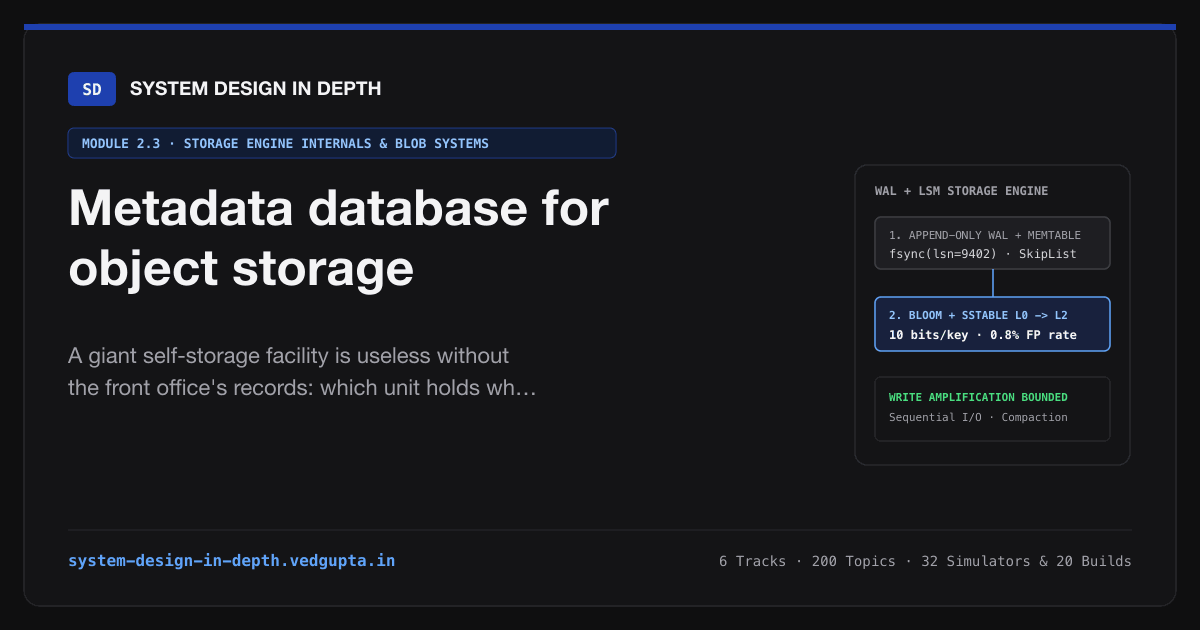 SD SYSTEM DESIGN IN DEPTH
MODULE 2.3 · STORAGE ENGINE INTERNALS & BLOB SYSTEMS
Metadata database for
object storage
A giant self-storage facility is useless without
the front office's records: which unit holds wh…
WAL + LSM STORAGE ENGINE
1. APPEND-ONLY WAL + MEMTABLE
fsync(lsn=9402) · SkipList
2. BLOOM + SSTABLE L0 -> L2
10 bits/key · 0.8% FP rate
WRITE AMPLIFICATION BOUNDED
Sequential I/O · Compaction
system-design-in-depth.vedgupta.in
6 Tracks · 200 Topics · 32 Simulators & 20 Builds